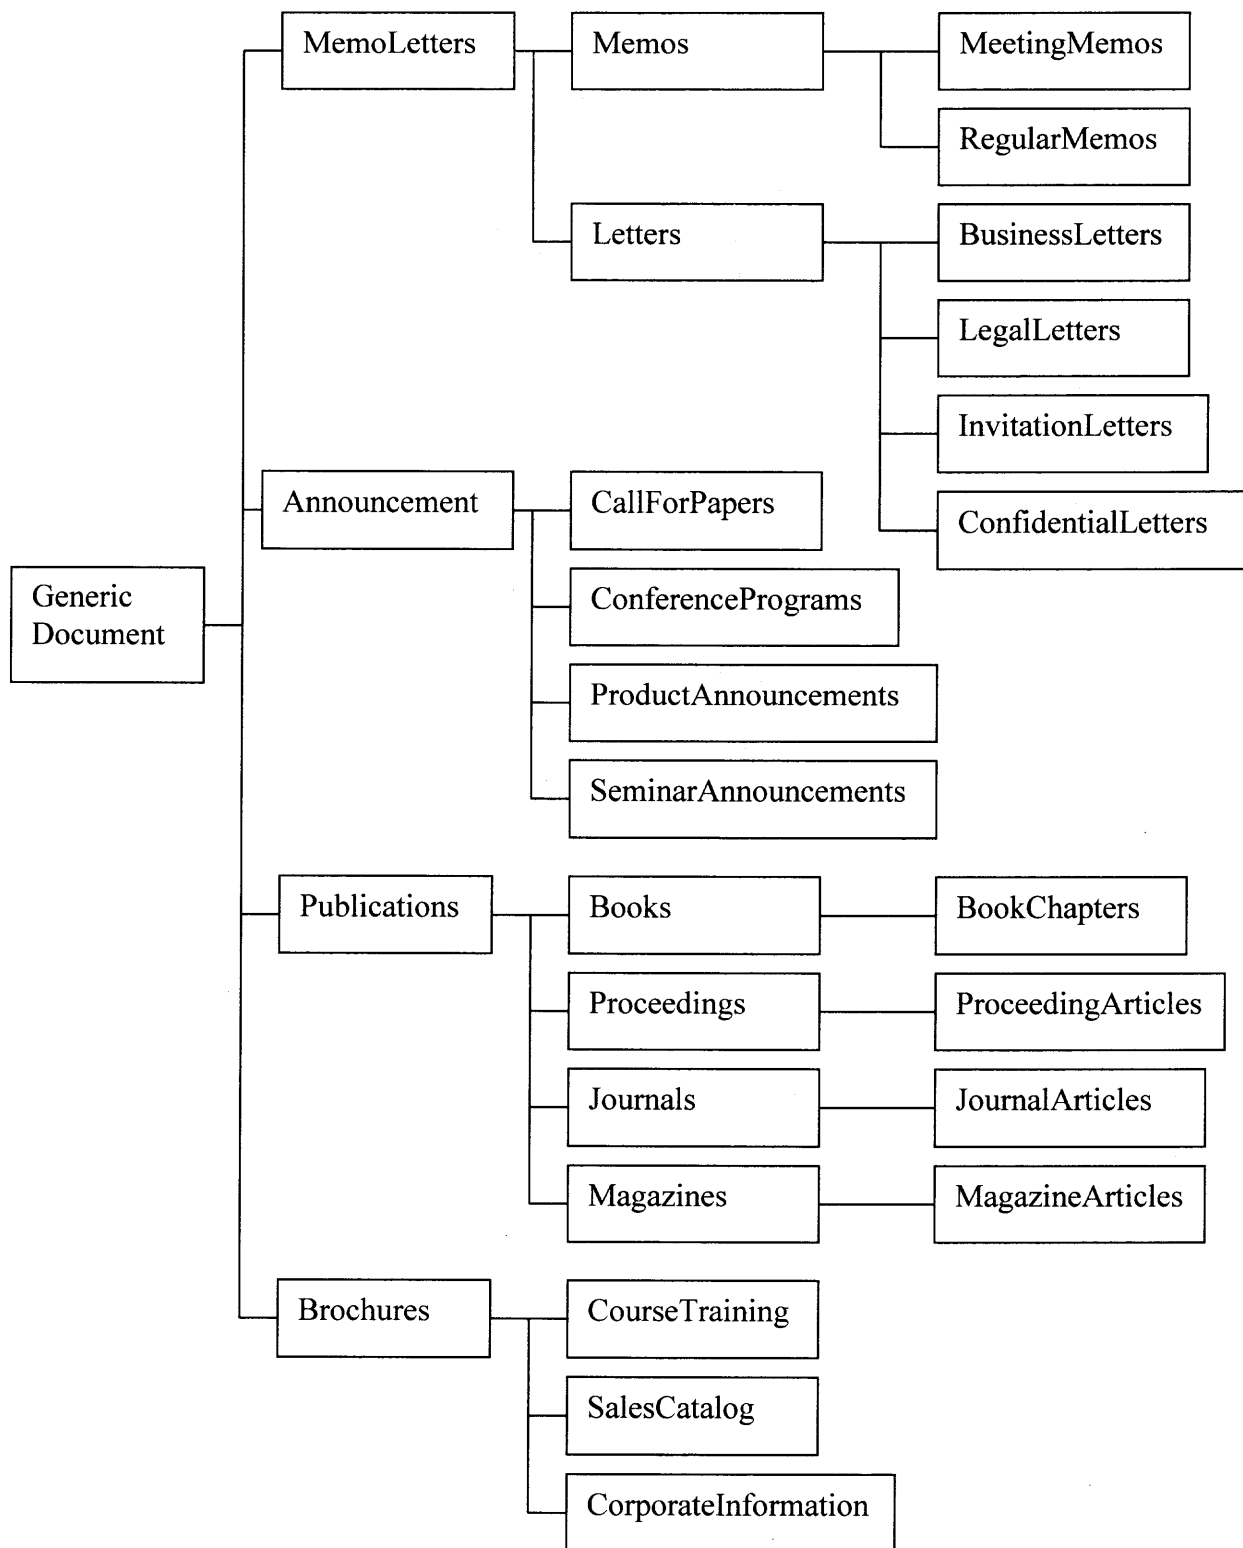 MemoLetters
Memos
MeetingMemos
RegularMemos
Letters
BusinessLetters
LegalLetters
InvitationLetters
ConfidentialLetters
Announcement
CallForPapers
ConferencePrograms
ProductAnnouncements
SeminarAnnouncements
Generic
Document
Publications
Books
BookChapters
Proceedings
ProceedingArticles
Journals
JournalArticles
Magazines
MagazineArticles
Brochures
CourseTraining
SalesCatalog
CorporateInformation